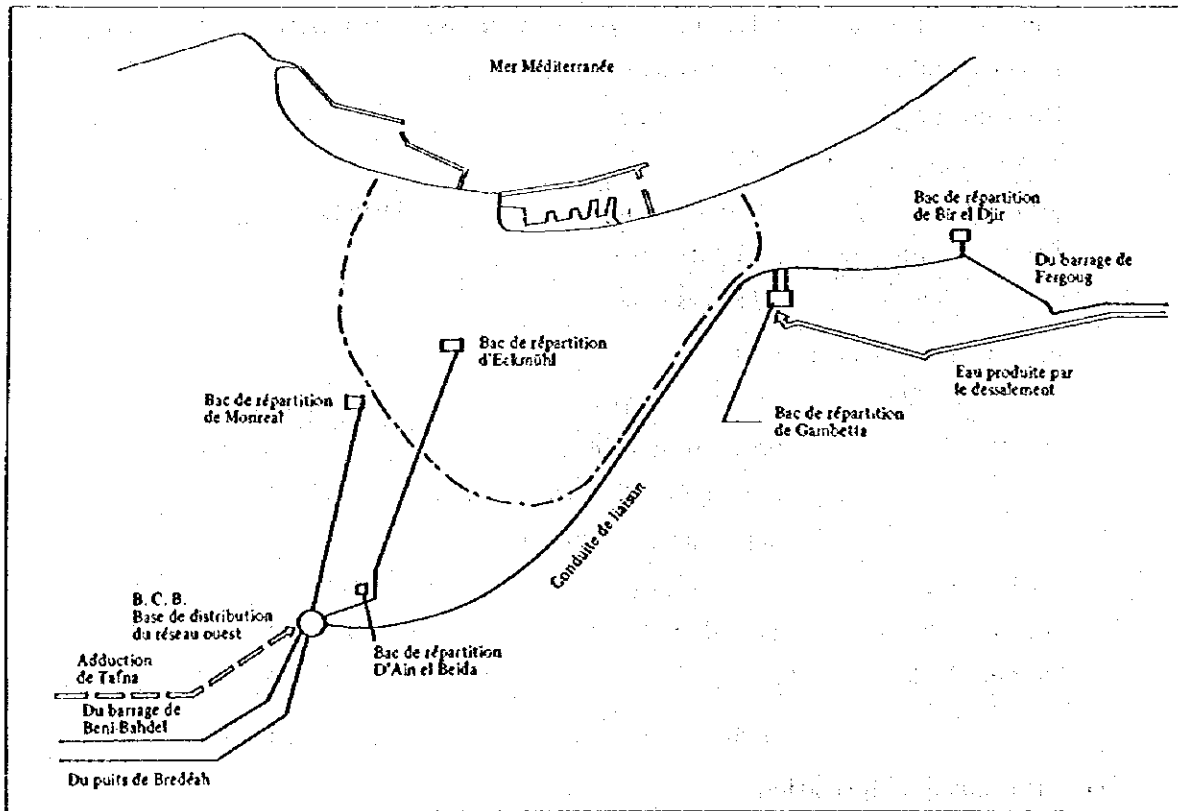 Mer Méditerranée
Bac de répartition
de Bir el Djir
Du barrage de
Fergoug
Bac de répartition
d'Eckmühl
Eau produite par
le dessalement
Bac de répartition
de Monreal
Bac de répartition
de Gambetta
Conduite de liaison
B. C. B.
Base de distribution
du réseau ouest
Bac de répartition
D'Ain el Beida
Adduction
de Tafna
Du barrage de
Beni-Bahdel
Du puits de Bredéah